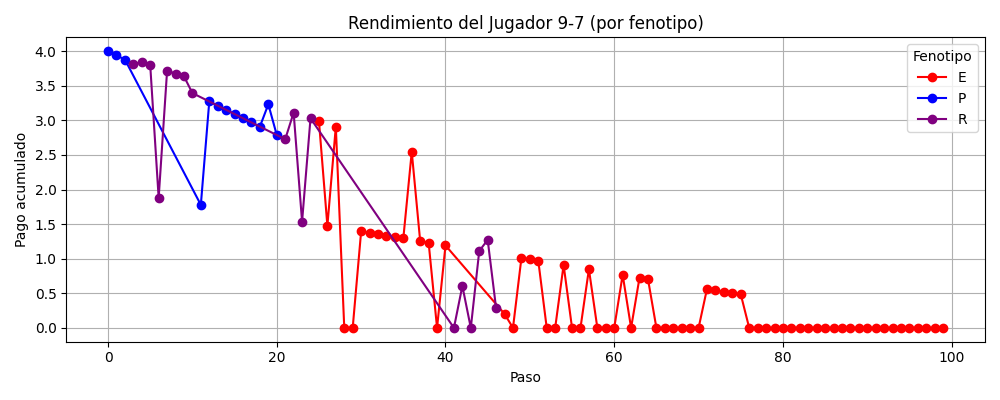 Rendimiento del Jugador 9-7 (por fenotipo)
Pago acumulado
4.0
3.5
3.0
2.5
2.0
1.5
1.0
0.5
0.0
0
20
40
60
80
100
Paso
Fenotipo
E
P
R